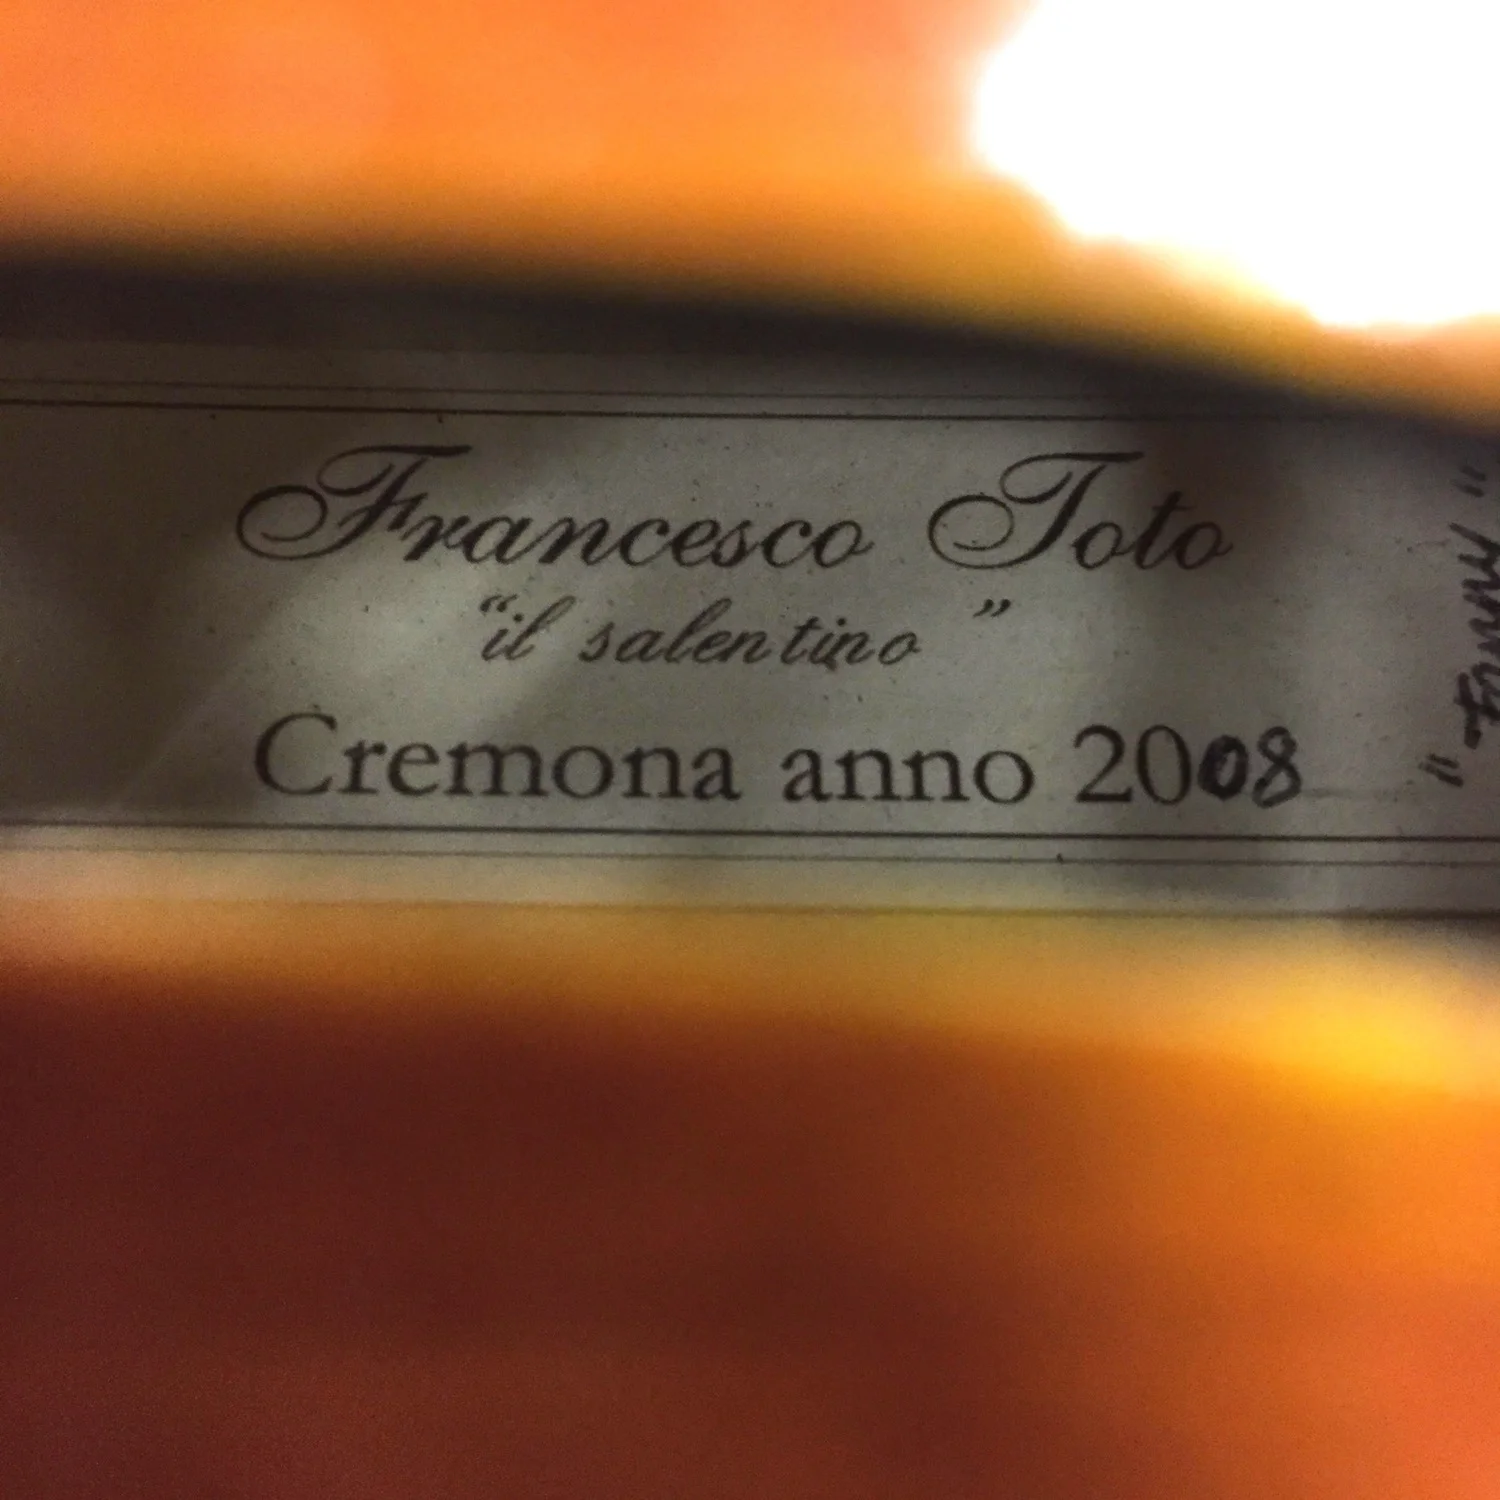 Francesco Toto
“il salentino ”
Cremona anno 2008